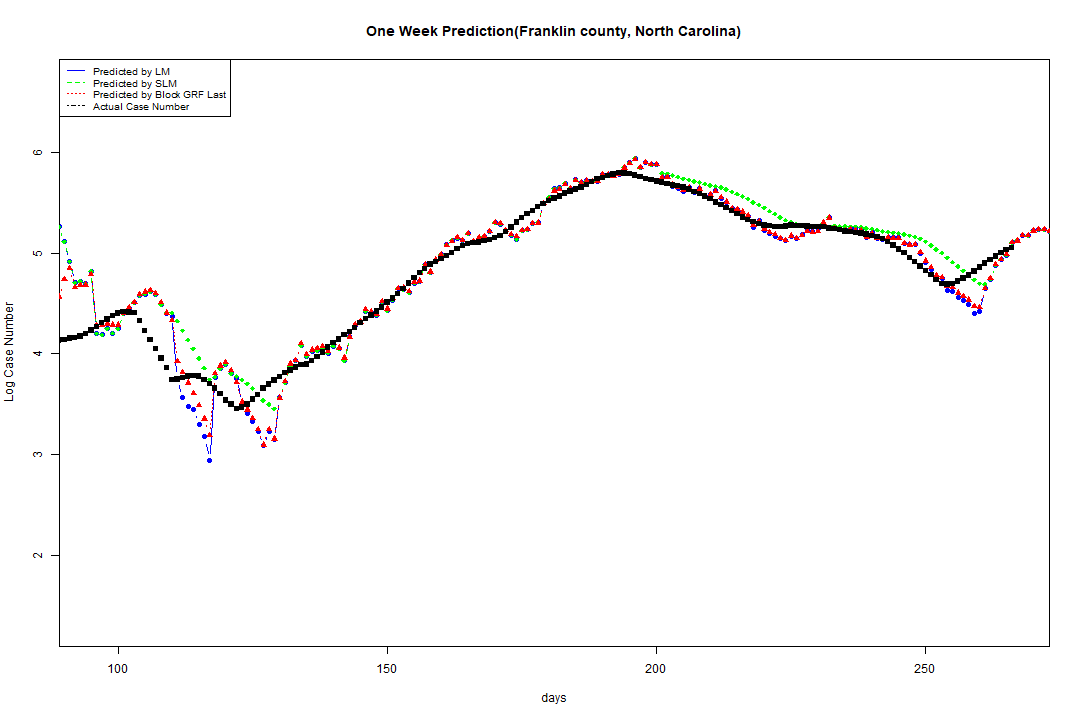 One Week Prediction(Franklin county, North Carolina)
Predicted by LM
Predicted by SLM
Predicted by Block GRF Last
Actual Case Number
Log Case Number
6
5
4
3
2
100
150
200
250
days